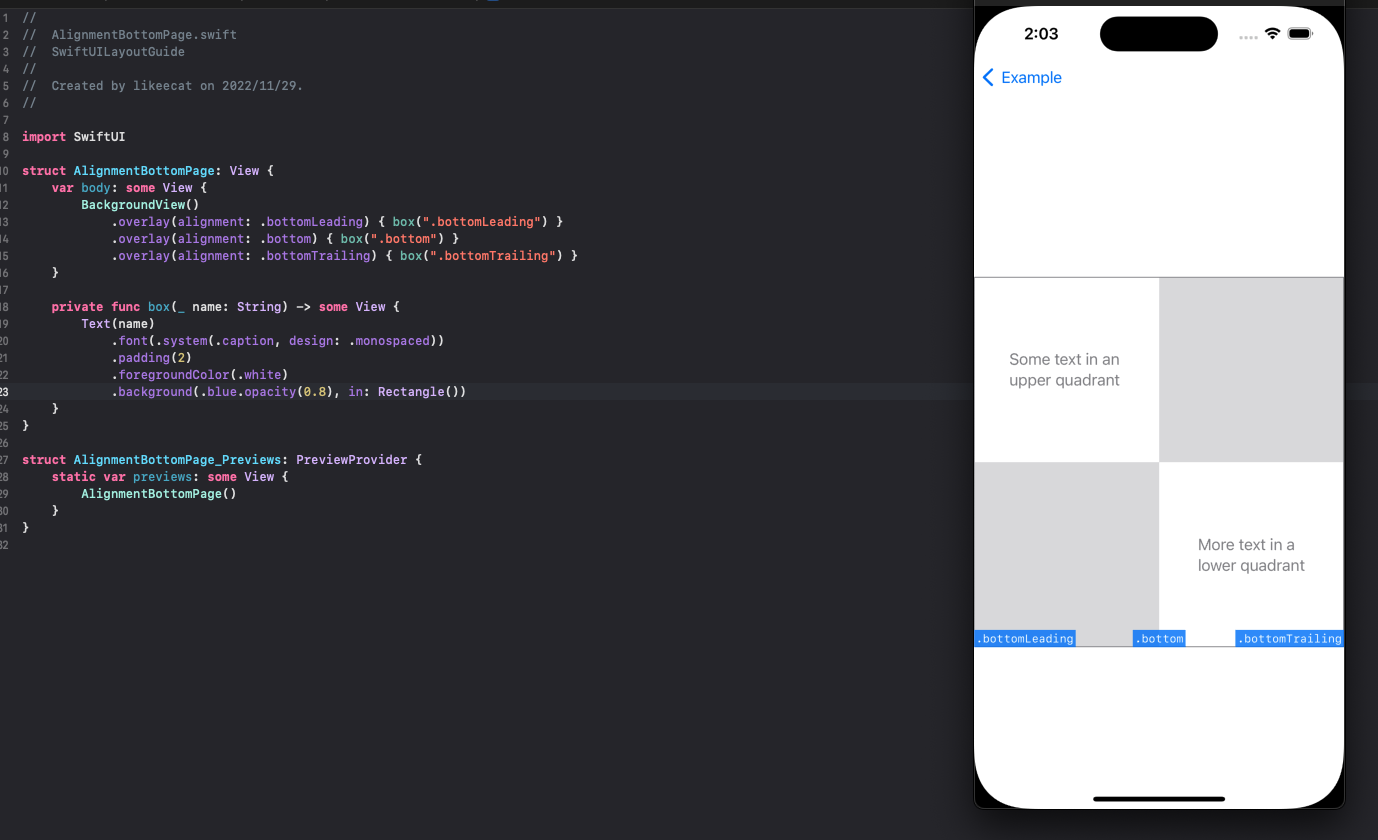 1 //
2 //  AlignmentBottomPage.swift
3 //  SwiftUILayoutGuide
4 //
5 //  Created by likeecat on 2022/11/29.
6 //
7
8 import SwiftUI
9
10 struct AlignmentBottomPage: View {
11     var body: some View {
12         BackgroundView()
13             .overlay(alignment: .bottomLeading) { box(".bottomLeading") }
14             .overlay(alignment: .bottom) { box(".bottom") }
15             .overlay(alignment: .bottomTrailing) { box(".bottomTrailing") }
16     }
17
18     private func box(_ name: String) -> some View {
19         Text(name)
20             .font(.system(.caption, design: .monospaced))
21             .padding(2)
22             .foregroundColor(.white)
23             .background(.blue.opacity(0.8), in: Rectangle())
24     }
25 }
26
27 struct AlignmentBottomPage_Previews: PreviewProvider {
28     static var previews: some View {
29         AlignmentBottomPage()
30     }
31 }
32
2:03
Example
Some text in an
upper quadrant
More text in a
lower quadrant
.bottomLeading .bottom .bottomTrailing